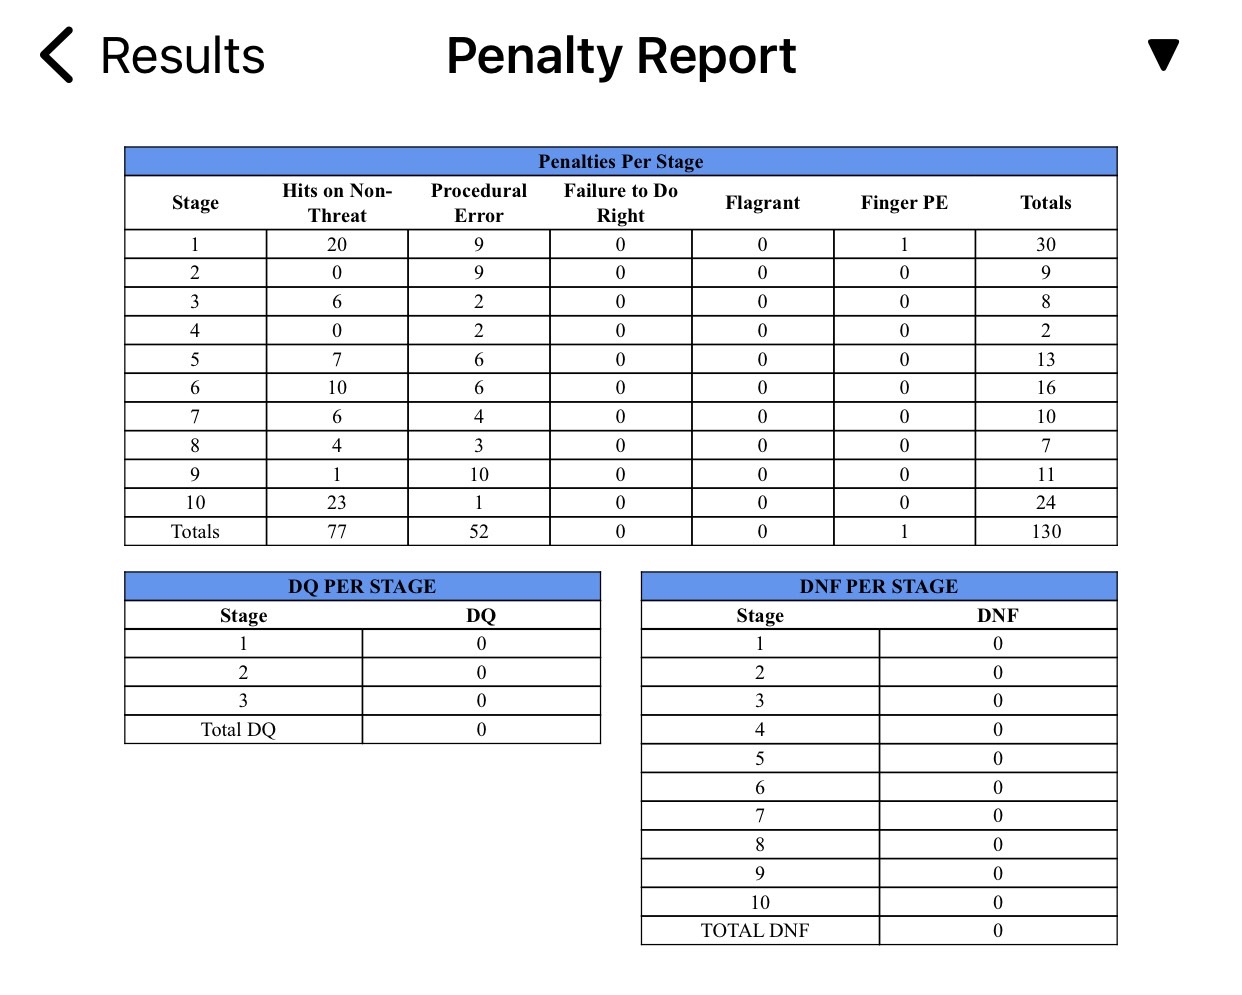 Results
Penalty Report
Penalties Per Stage
Stage Hits on Non-Threat Procedural Error Failure to Do Right Flagrant Finger PE Totals
1 20 9 0 0 1 30
2 0 9 0 0 0 9
3 6 2 0 0 0 8
4 0 2 0 0 0 2
5 7 6 0 0 0 13
6 10 6 0 0 0 16
7 6 4 0 0 0 10
8 4 3 0 0 0 7
9 1 10 0 0 0 11
10 23 1 0 0 0 24
Totals 77 52 0 0 1 130
DQ PER STAGE
Stage DQ
1 0
2 0
3 0
Total DQ 0
DNF PER STAGE
Stage DNF
1 0
2 0
3 0
4 0
5 0
6 0
7 0
8 0
9 0
10 0
TOTAL DNF 0